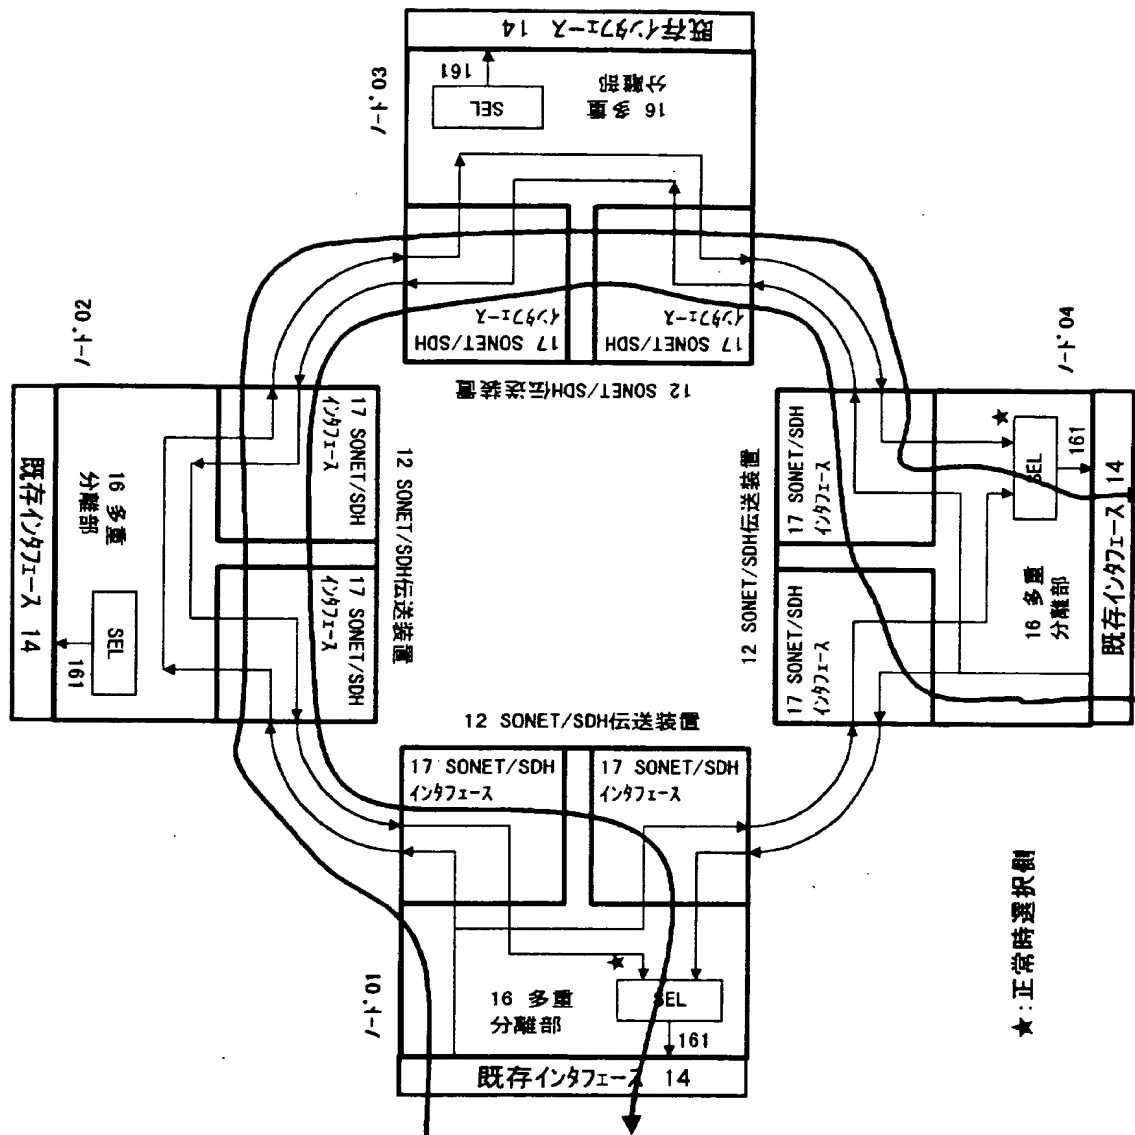 既存インタフェース 14
16 多重
分離部
SEL
161
ノード03
17 SONET/SDH
インタフェース
17 SONET/SDH
インタフェース
12 SONET/SDH伝送装置
ノード02
既存インタフェース 14
16 多重
分離部
SEL
161
17 SONET/SDH
インタフェース
17 SONET/SDH
インタフェース
12 SONET/SDH伝送装置
ノード04
12 SONET/SDH伝送装置
17 SONET/SDH
インタフェース
17 SONET/SDH
インタフェース
★
SEL
161
16 多重
分離部
既存インタフェース 14
12 SONET/SDH伝送装置
17 SONET/SDH
インタフェース
17 SONET/SDH
インタフェース
ノード01
★
16 多重
分離部
SEL
161
既存インタフェース 14
★:正常時選択側